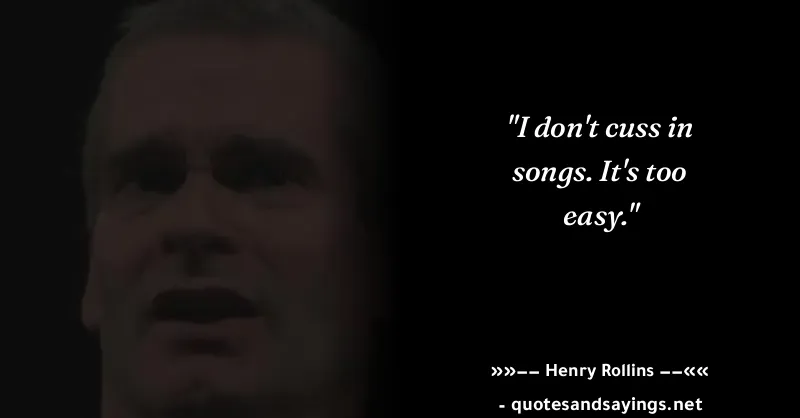 "I don't cuss in
songs. It's too
easy."
»»−− Henry Rollins −−««
- quotesandsayings.net